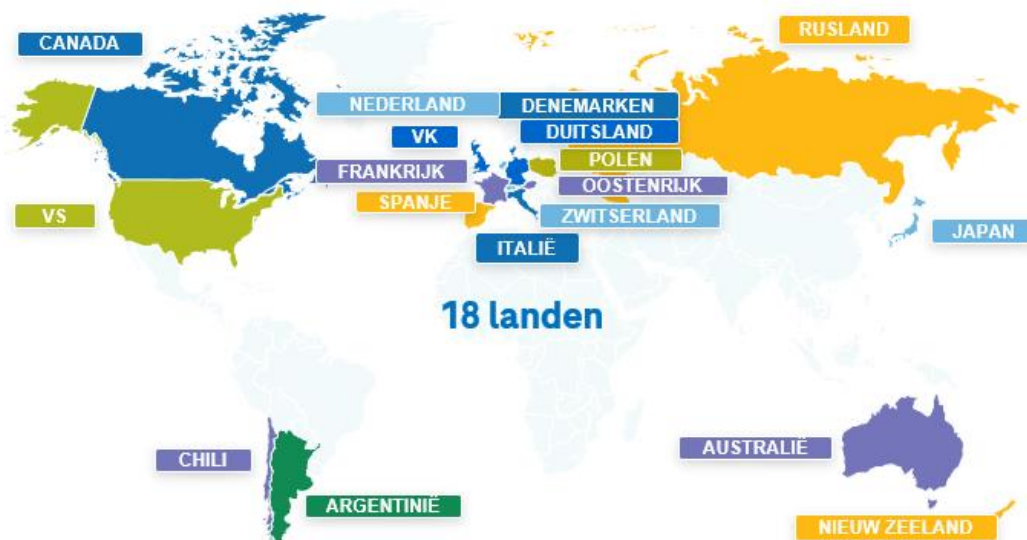 RUSLAND
CANADA
NEDERLAND
DENEMARKEN
VK
DUITSLAND
POLEN
FRANKRIJK
OOSTENRIJK
SPANJE
VS
ZWITSERLAND
JAPAN
ITALIË
18 landen
AUSTRALIË
CHILI
ARGENTINIË
NIEUW ZEELAND